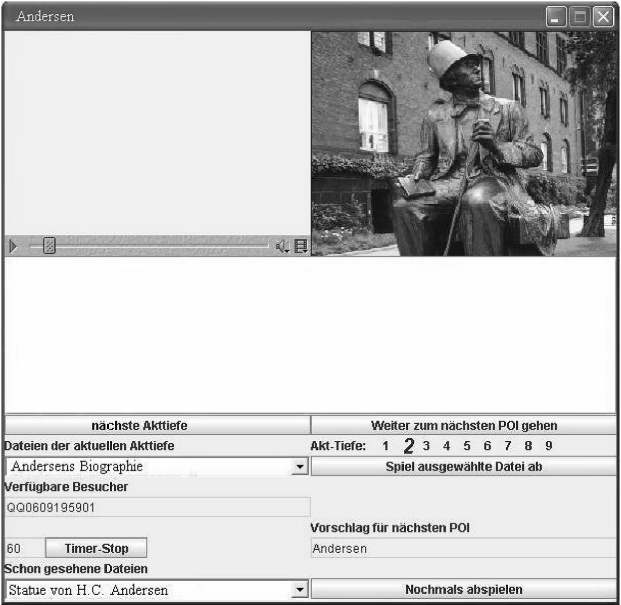 Andersen
nächste Akttiefe
Weiter zum nächsten POI gehen
Dateien der aktuellen Akttiefe
Akt-Tiefe: 1 2 3 4 5 6 7 8 9
Andersens Biographie
Spiel ausgewählte Datei ab
Verfügbare Besucher
QQ0609195901
Vorschlag für nächsten POI
60
Timer-Stop
Andersen
Schon gesehene Dateien
Statue von H.C. Andersen
Nochmals abspielen